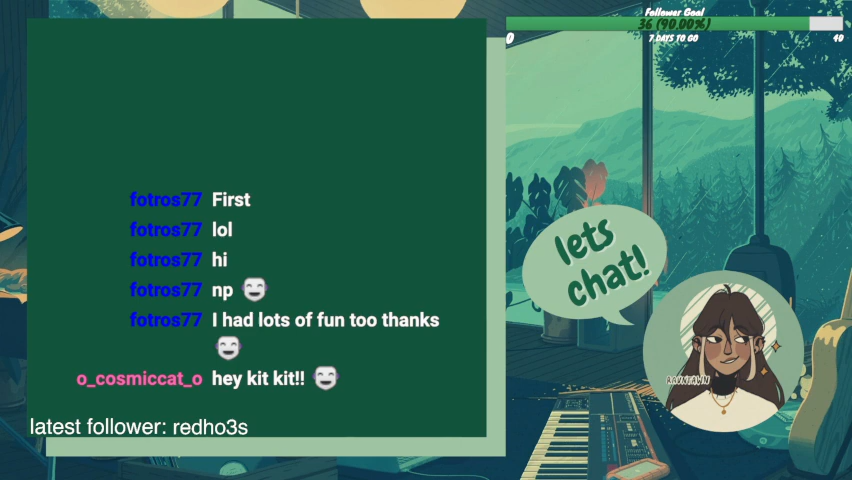 Follower Goal
36 (90.00%)
0 7 DAYS TO GO 40
fotros77 First
fotros77 lol
fotros77 hi
fotros77 np
fotros77 I had lots of fun too thanks
o_cosmiccat_o hey kit kit!!
latest follower: redho3s
lets
chat!